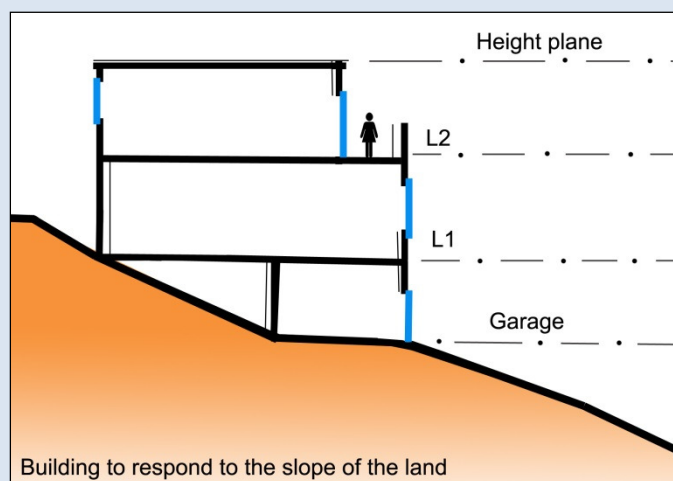 Height plane
L2
L1
Garage
Building to respond to the slope of the land